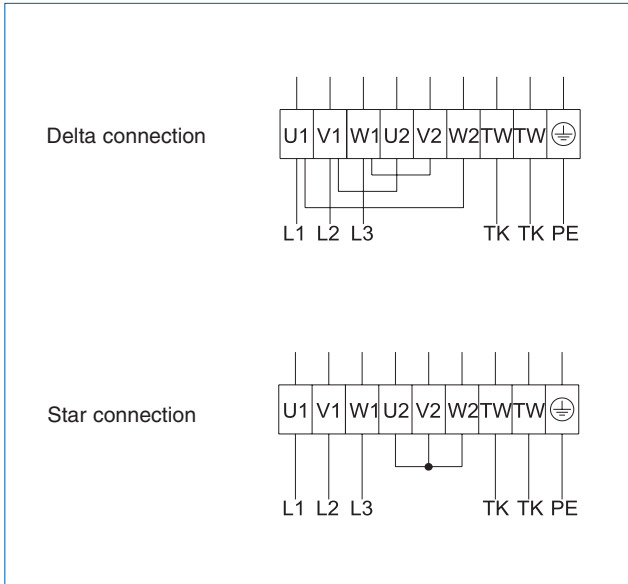 Delta connection
U1 V1 W1 U2 V2 W2 TW TW
L1 L2 L3 TK TK PE
Star connection
U1 V1 W1 U2 V2 W2 TW TW
L1 L2 L3 TK TK PE